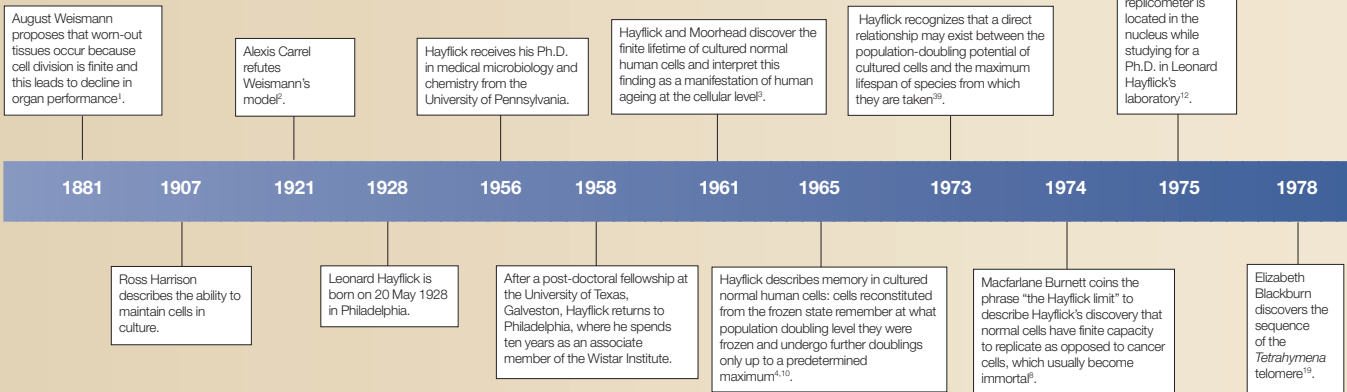 August Weismann
proposes that worn-out
tissues occur because
cell division is finite and
this leads to decline in
organ performance¹.
Alexis Carrel
refutes
Weismann's
model².
Hayflick receives his Ph.D.
in medical microbiology and
chemistry from the
University of Pennsylvania.
Hayflick and Moorhead discover the
finite lifetime of cultured normal
human cells and interpret this
finding as a manifestation of human
ageing at the cellular level³.
Hayflick recognizes that a direct
relationship may exist between the
population-doubling potential of
cultured cells and the maximum
lifespan of species from which
they are taken³⁹.
replicometer is
located in the
nucleus while
studying for a
Ph.D. in Leonard
Hayflick's
laboratory¹².
1881 1907 1921 1928 1956 1958 1961 1965 1973 1974 1975 1978
Ross Harrison
describes the ability to
maintain cells in
culture.
Leonard Hayflick is
born on 20 May 1928
in Philadelphia.
After a post-doctoral fellowship at
the University of Texas,
Galveston, Hayflick returns to
Philadelphia, where he spends
ten years as an associate
member of the Wistar Institute.
Hayflick describes memory in cultured
normal human cells: cells reconstituted
from the frozen state remember at what
population doubling level they were
frozen and undergo further doublings
only up to a predetermined
maximum⁴,¹⁰.
Macfarlane Burnett coins the
phrase "the Hayflick limit" to
describe Hayflick's discovery that
normal cells have finite capacity
to replicate as opposed to cancer
cells, which usually become
immortal⁸.
Elizabeth
Blackburn
discovers the
sequence
of the
Tetrahymena
telomere¹⁹.